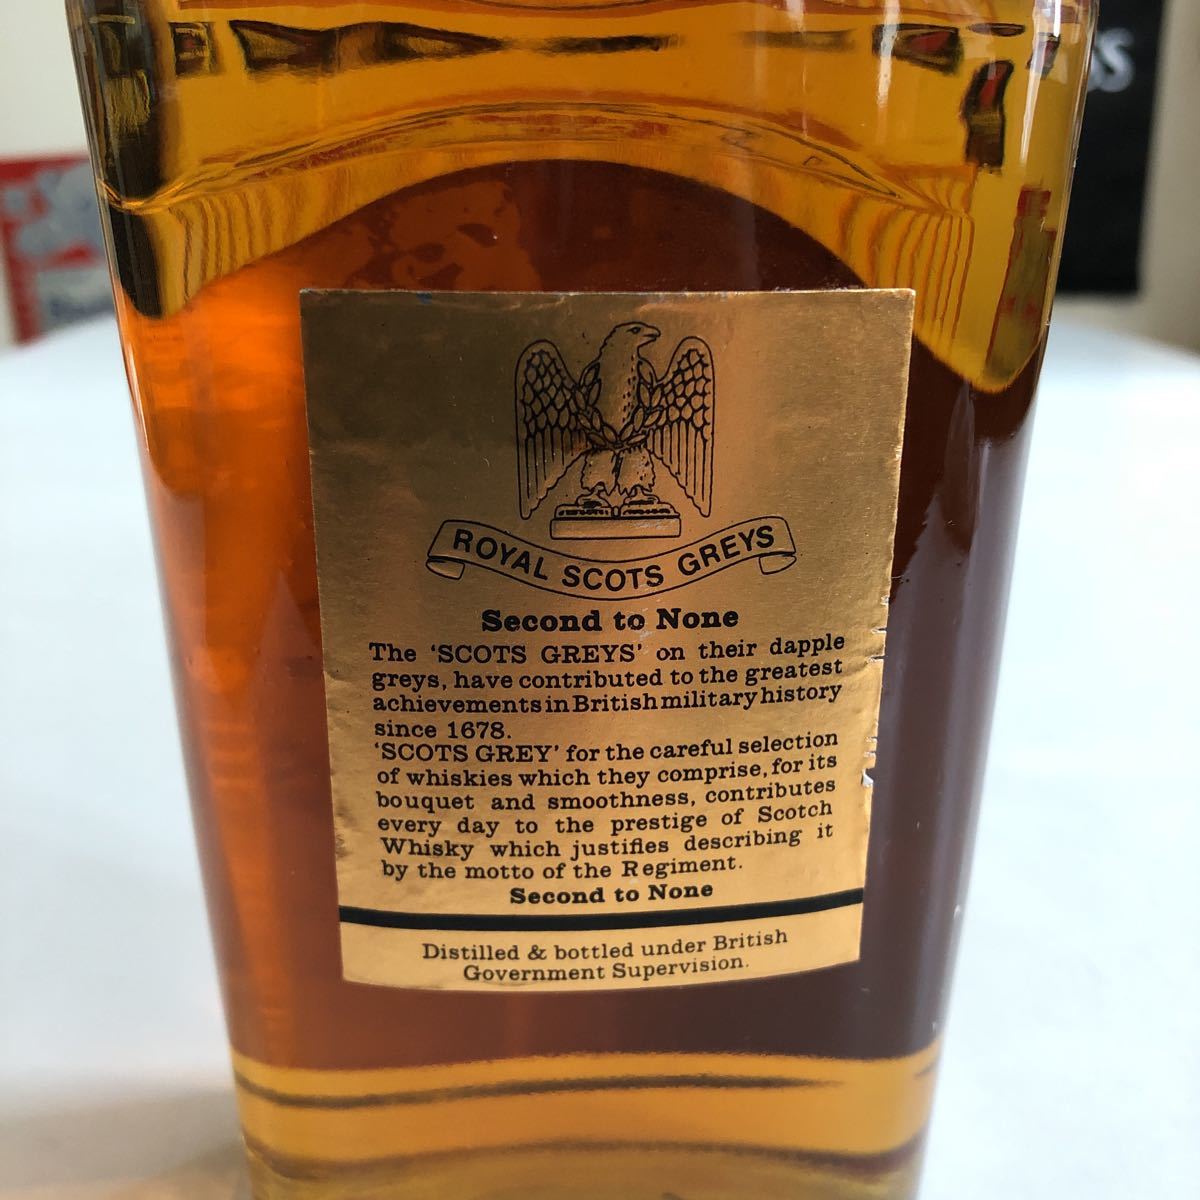 ROYAL SCOTS GREYS
Second to None
The 'SCOTS GREYS' on their dapple
greys, have contributed to the greatest
achievements in British military history
since 1678.
'SCOTS GREY' for the careful selection
of whiskies which they comprise, for its
bouquet and smoothness, contributes
every day to the prestige of Scotch
Whisky which justifies describing it
by the motto of the Regiment.
Second to None
Distilled & bottled under British
Government Supervision.